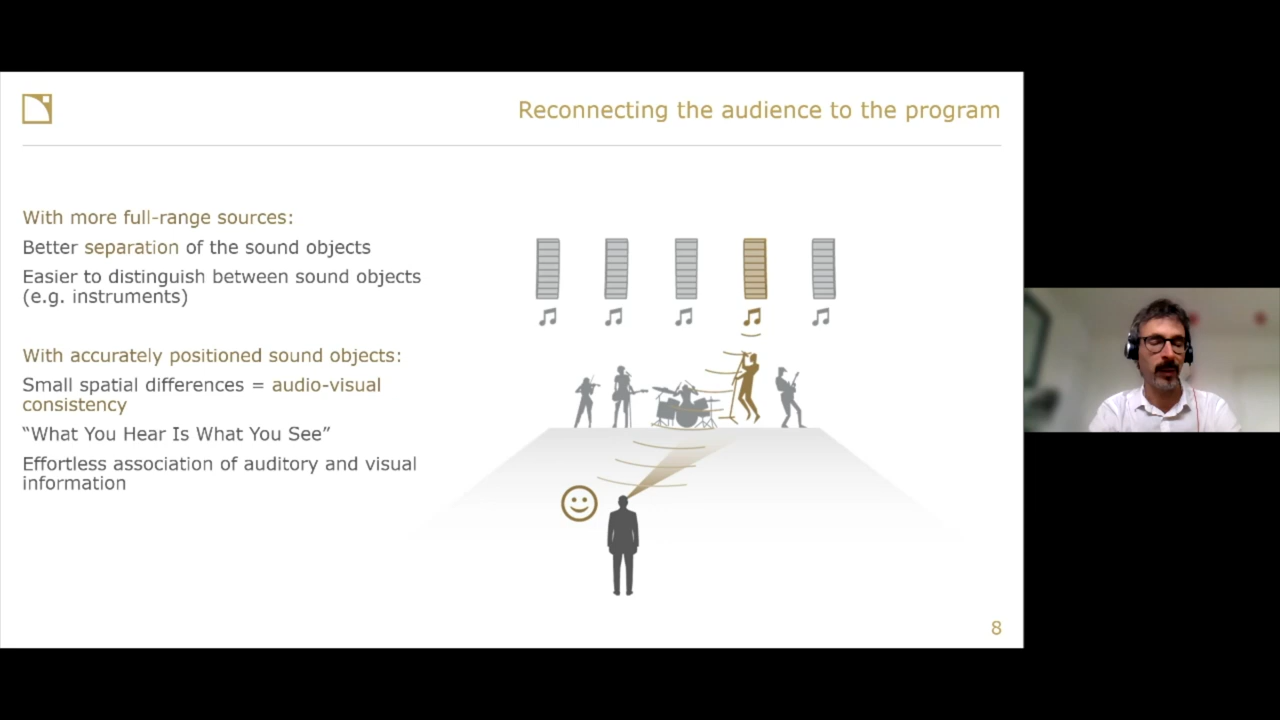 Reconnecting the audience to the program
With more full-range sources:
Better separation of the sound objects
Easier to distinguish between sound objects
(e.g. instruments)
With accurately positioned sound objects:
Small spatial differences = audio-visual
consistency
“What You Hear Is What You See”
Effortless association of auditory and visual
information
8